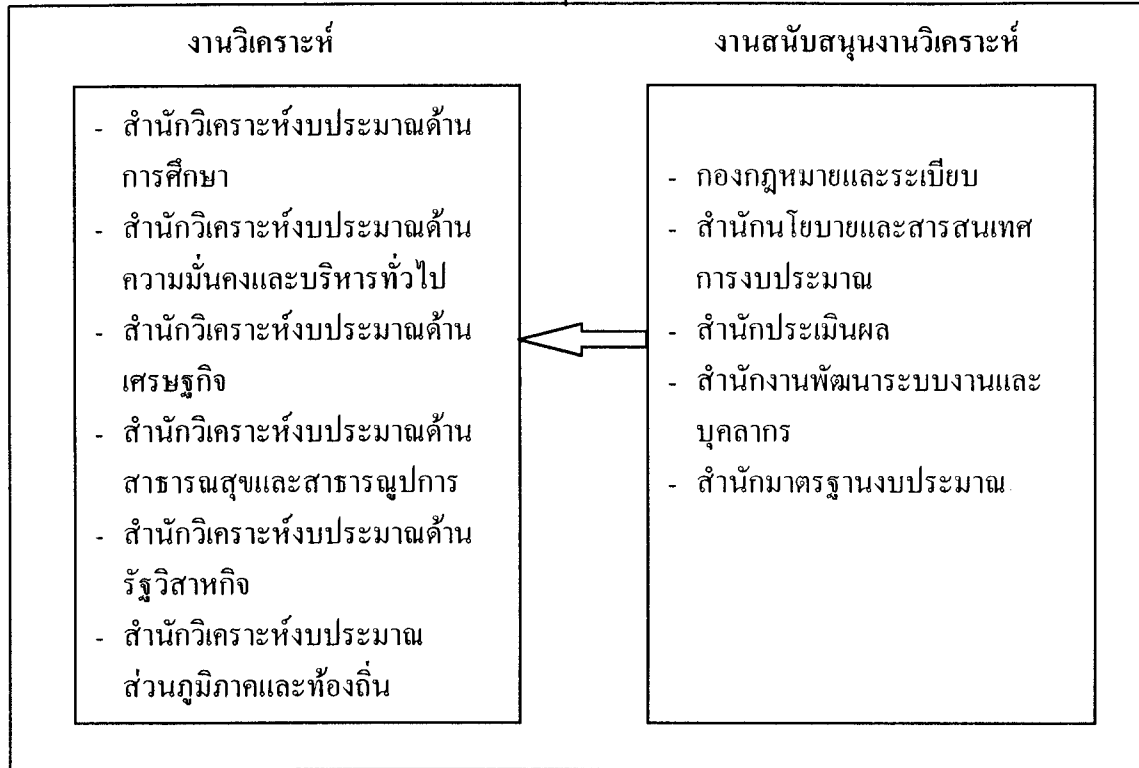 งานวิเคราะห์
- สำนักวิเคราะห์งบประมาณด้าน
การศึกษา
- สำนักวิเคราะห์งบประมาณด้าน
ความมั่นคงและบริหารทั่วไป
- สำนักวิเคราะห์งบประมาณด้าน
เศรษฐกิจ
- สำนักวิเคราะห์งบประมาณด้าน
สาธารณสุขและสาธารณูปการ
- สำนักวิเคราะห์งบประมาณด้าน
รัฐวิสาหกิจ
- สำนักวิเคราะห์งบประมาณ
ส่วนภูมิภาคและท้องถิ่น
งานสนับสนุนงานวิเคราะห์
- กองกฎหมายและระเบียบ
- สำนักนโยบายและสารสนเทศ
การงบประมาณ
- สำนักประเมินผล
- สำนักงานพัฒนาระบบงานและ
บุคลากร
- สำนักมาตรฐานงบประมาณ